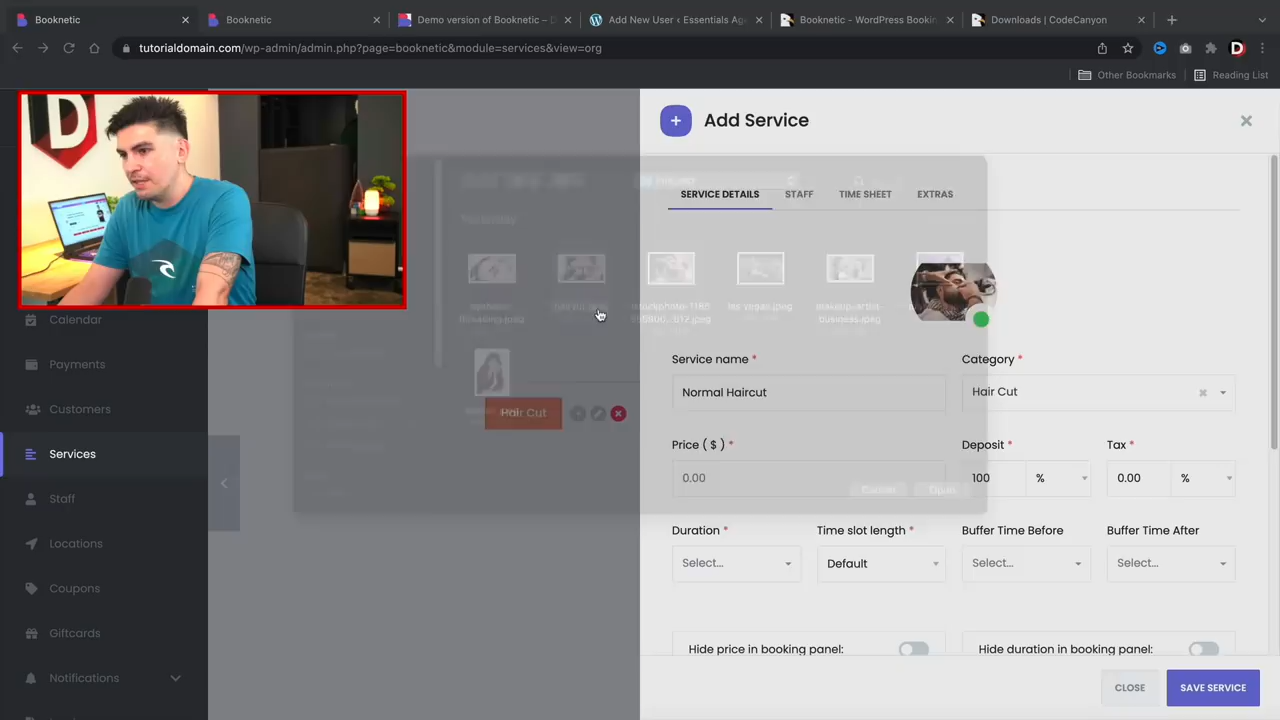 Booknetic
Booknetic
Demo version of Booknetic – D
Add New User ‹ Essentials Age
Booknetic - WordPress Bookin
Downloads | CodeCanyon
tutorialdomain.com/wp-admin/admin.php?page=booknetic&module=services&view=org
Other Bookmarks
Reading List
D
Add Service
SERVICE DETAILS
STAFF
TIME SHEET
EXTRAS
Calendar
Payments
Customers
Services
Staff
Locations
Coupons
Giftcards
Notifications
Hair Cut
Service name *
Category *
Normal Haircut
Hair Cut
Price ( $ ) *
Deposit *
Tax *
0.00
100
%
0.00
%
Duration *
Time slot length *
Buffer Time Before
Buffer Time After
Select...
Default
Select...
Select...
Hide price in booking panel:
Hide duration in booking panel:
CLOSE
SAVE SERVICE